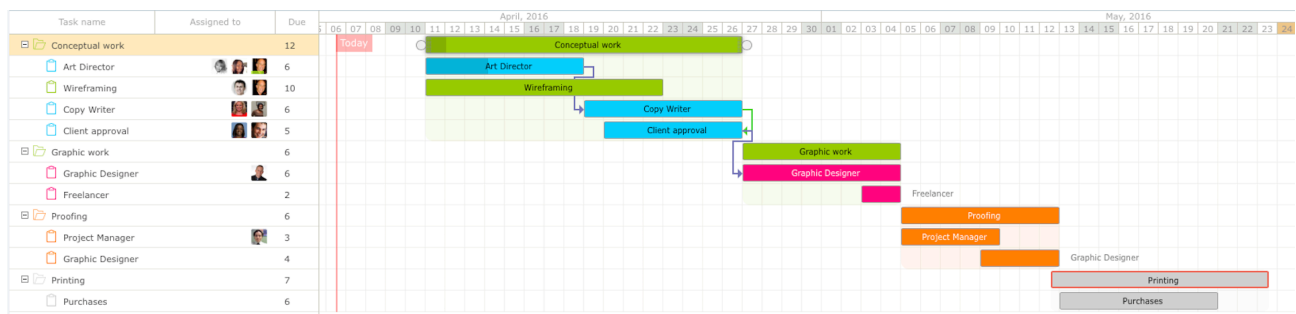 Task name Assigned to Due April, 2016 May, 2016
06 07 08 09 10 11 12 13 14 15 16 17 18 19 20 21 22 23 24 25 26 27 28 29 30 01 02 03 04 05 06 07 08 09 10 11 12 13 14 15 16 17 18 19 20 21 22 23 24
Conceptual work 12 Today Conceptual work
Art Director 6 Art Director
Wireframing 10 Wireframing
Copy Writer 6 Copy Writer
Client approval 5 Client approval
Graphic work 6 Graphic work
Graphic Designer 6 Graphic Designer
Freelancer 2 Freelancer
Proofing 6 Proofing
Project Manager 3 Project Manager
Graphic Designer 4 Graphic Designer
Printing 7 Printing
Purchases 6 Purchases